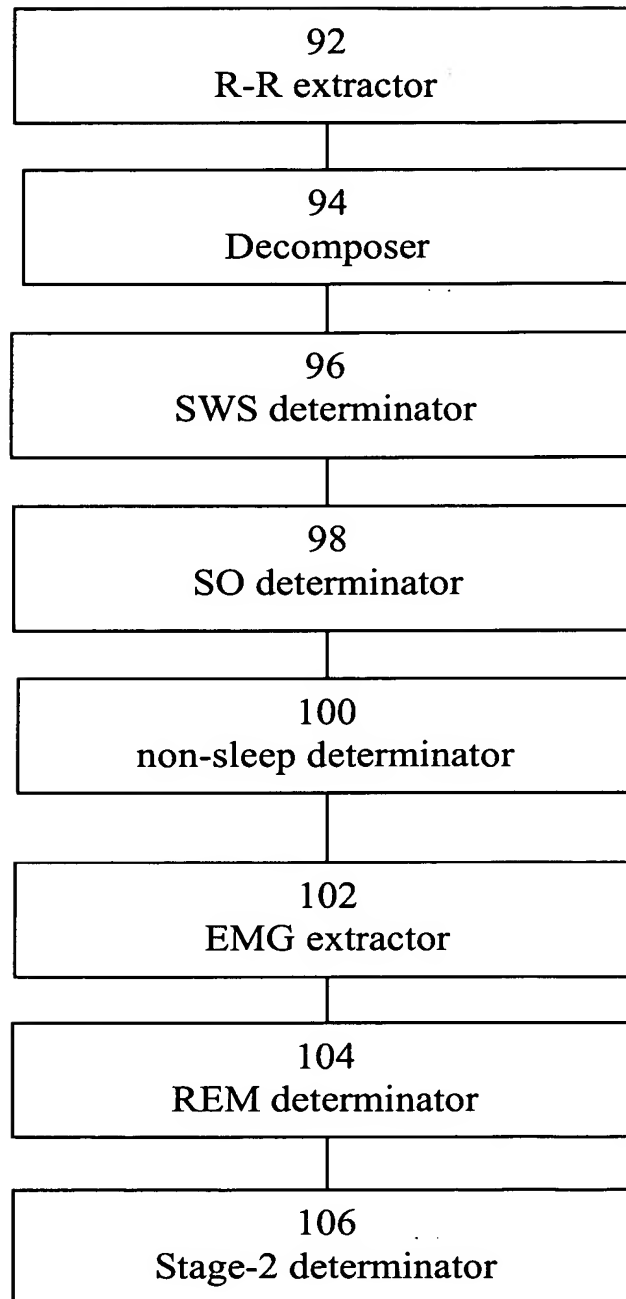 92
R-R extractor
94
Decomposer
96
SWS determinator
98
SO determinator
100
non-sleep determinator
102
EMG extractor
104
REM determinator
106
Stage-2 determinator